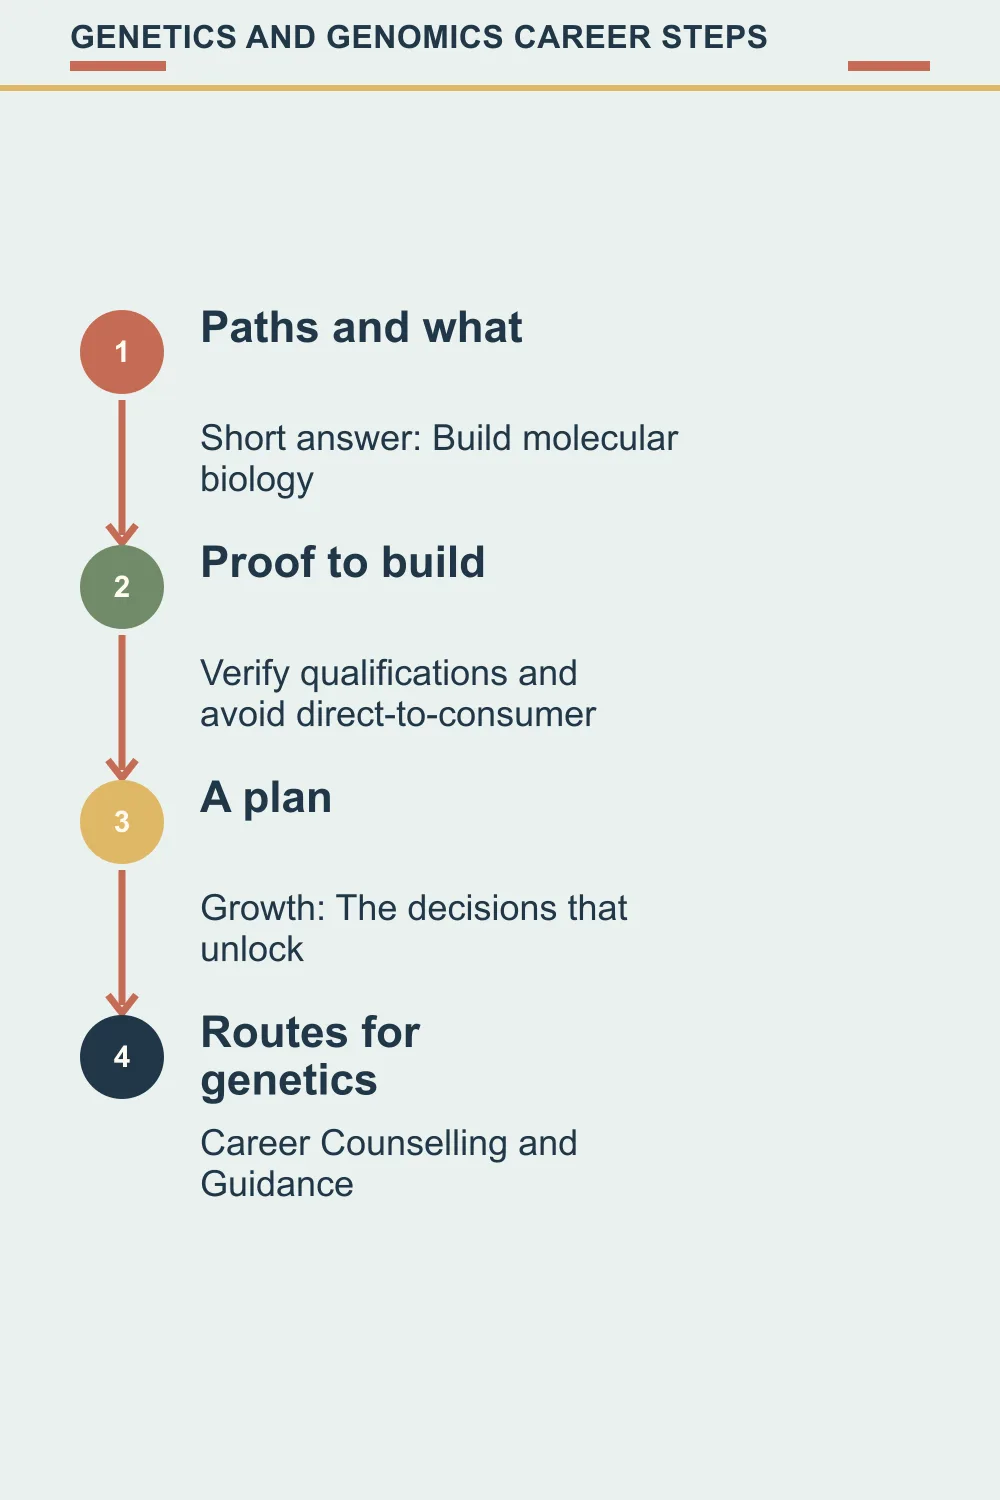 GENETICS AND GENOMICS CAREER STEPS
1
Paths and what
Short answer: Build molecular
biology
2
Proof to build
Verify qualifications and
avoid direct-to-consumer
3
A plan
Growth: The decisions that
unlock
4
Routes for
genetics
Career Counselling and
Guidance